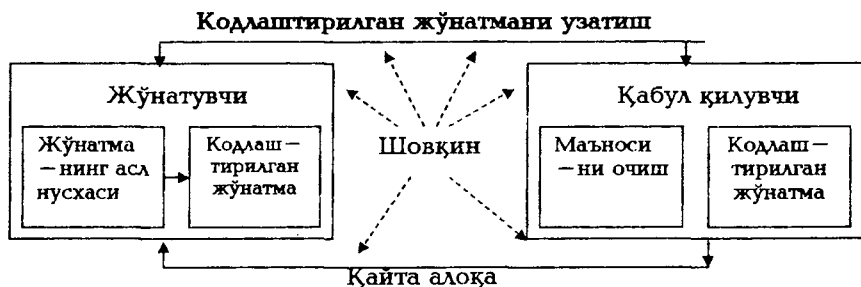 Кодлаштирилган жўнатмани узатиш
Жўнатувчи
Жўнатма
—нинг асл
нусхаси
Кодлаш—
тирилган
жўнатма
Шовқин
Қабул қилувчи
Маъноси
—ни очиш
Кодлаш—
тирилган
жўнатма
Қайта алоқа